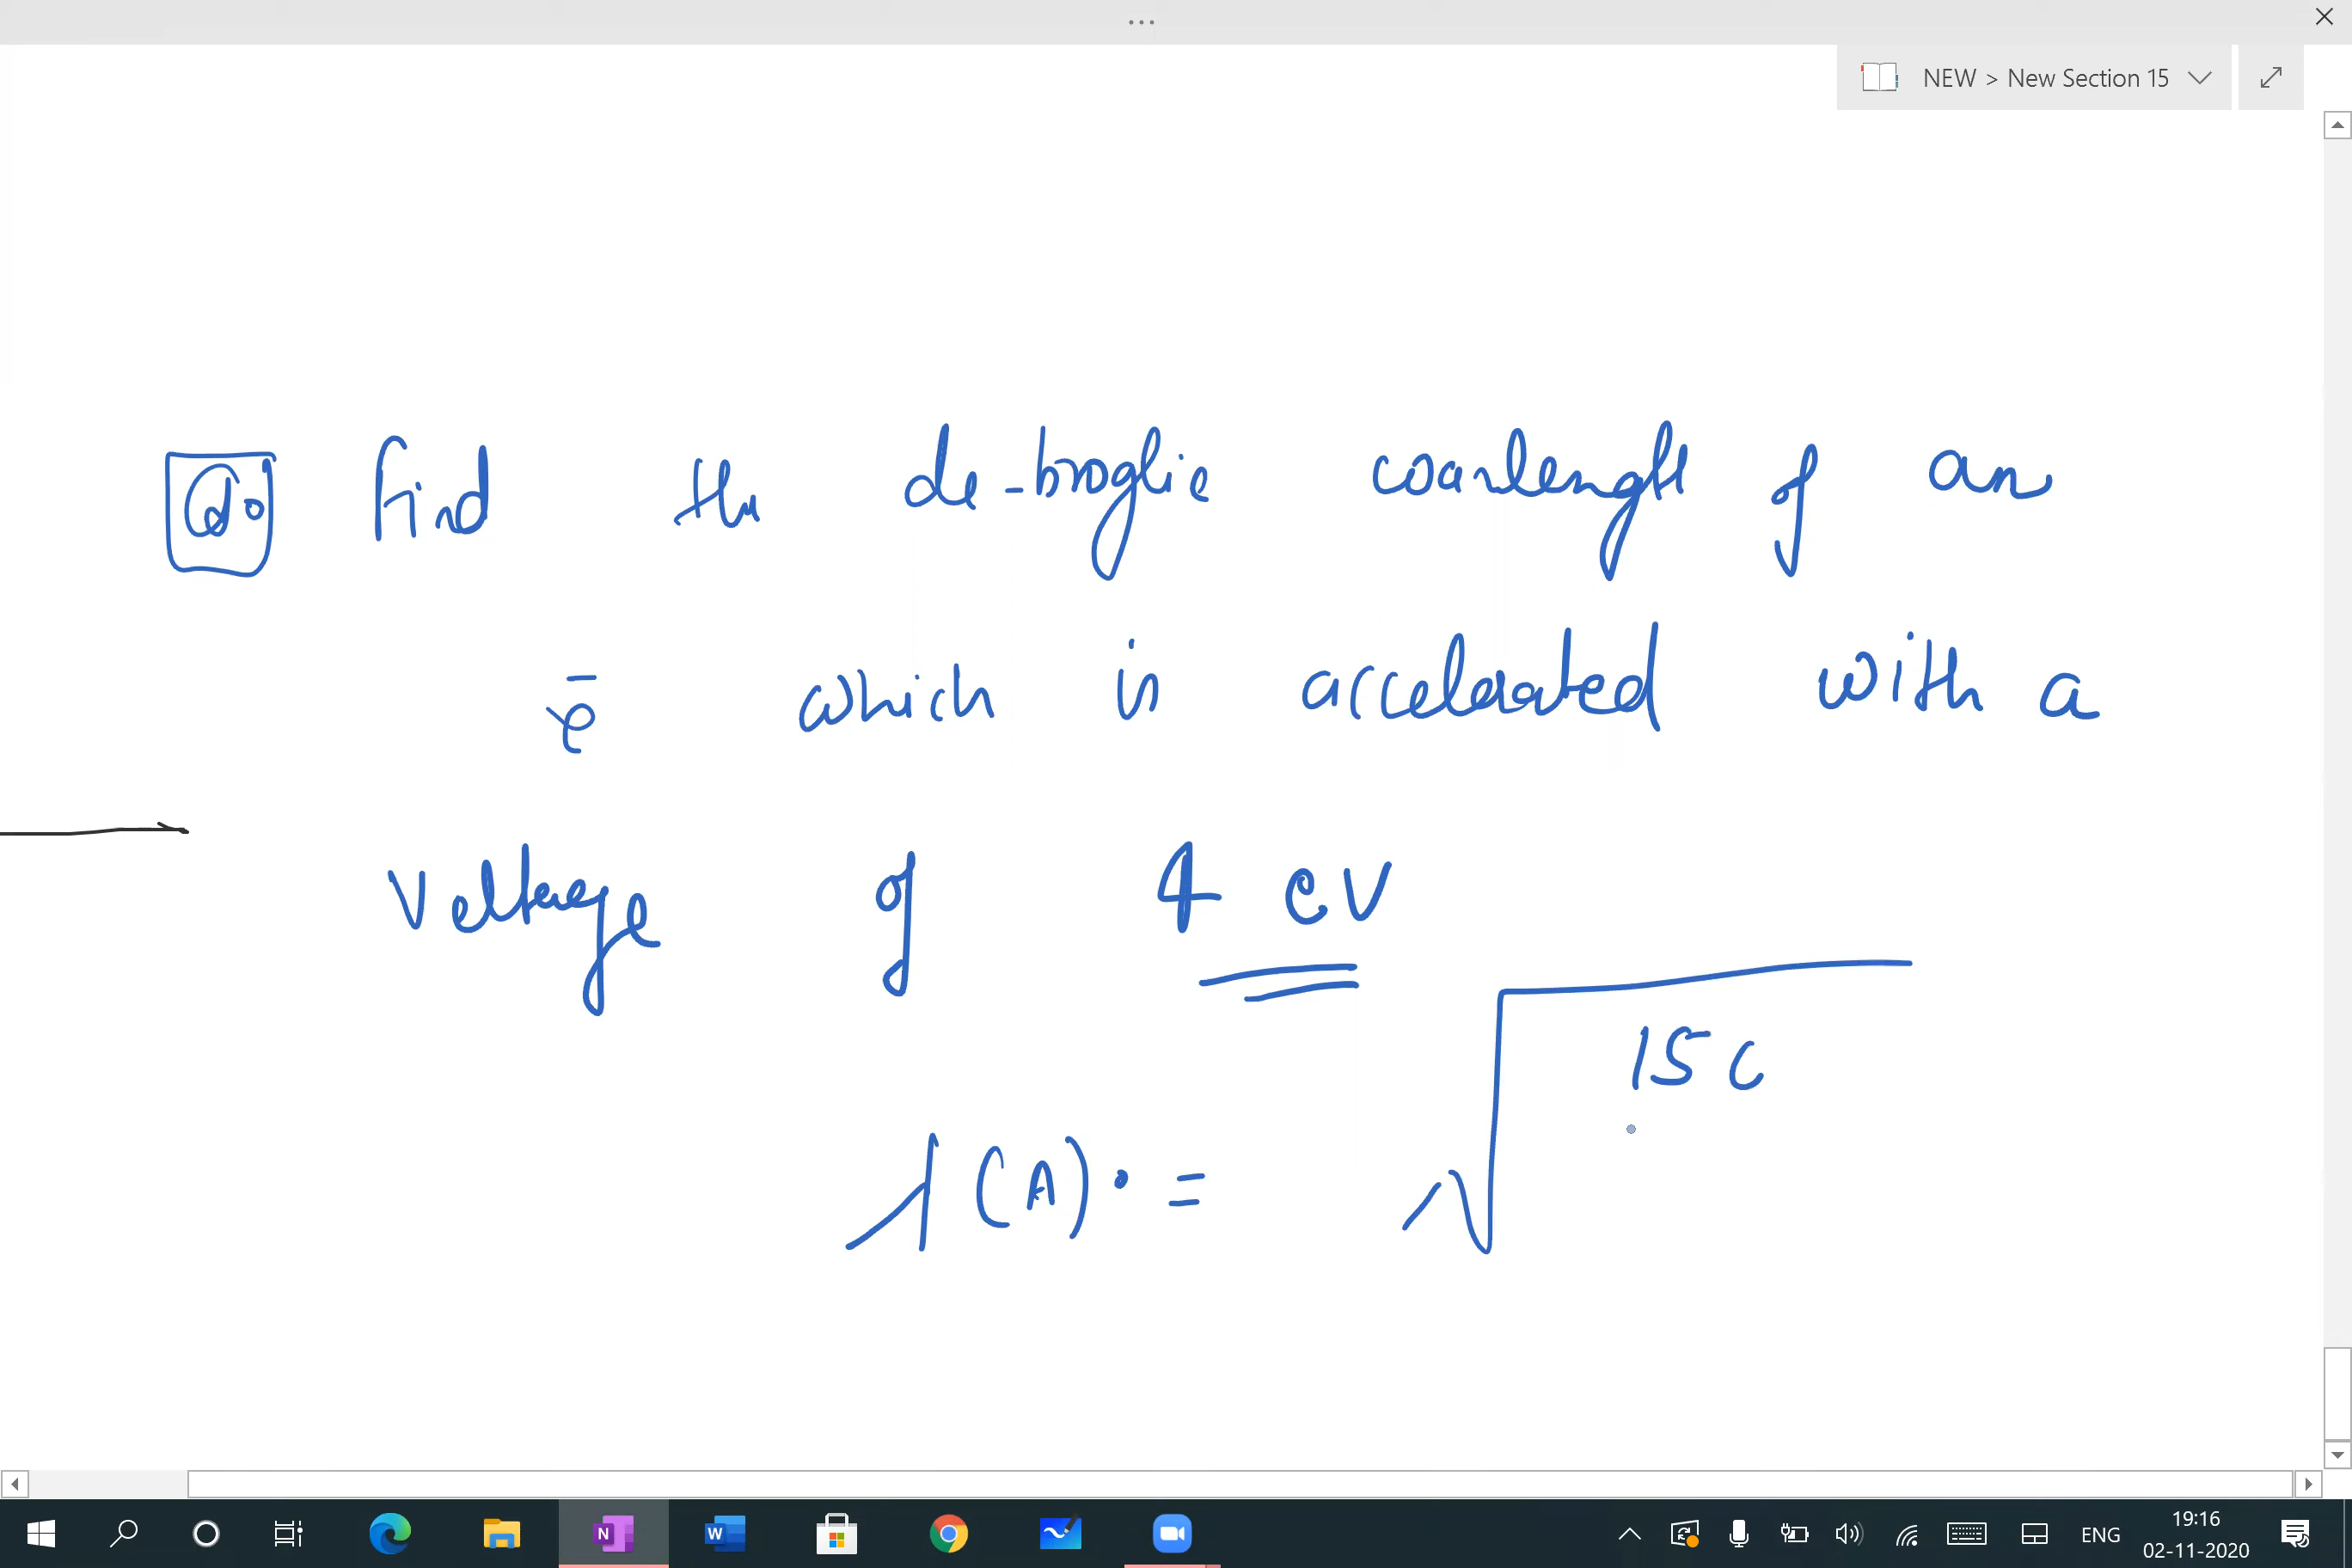 NEW > New Section 15
Q. Find the de-broglie wavelength of an
e̅ which is accelerated with a
Voltage of 4 eV
λ (A)° = √ 150
ENG
19:16
02-11-2020